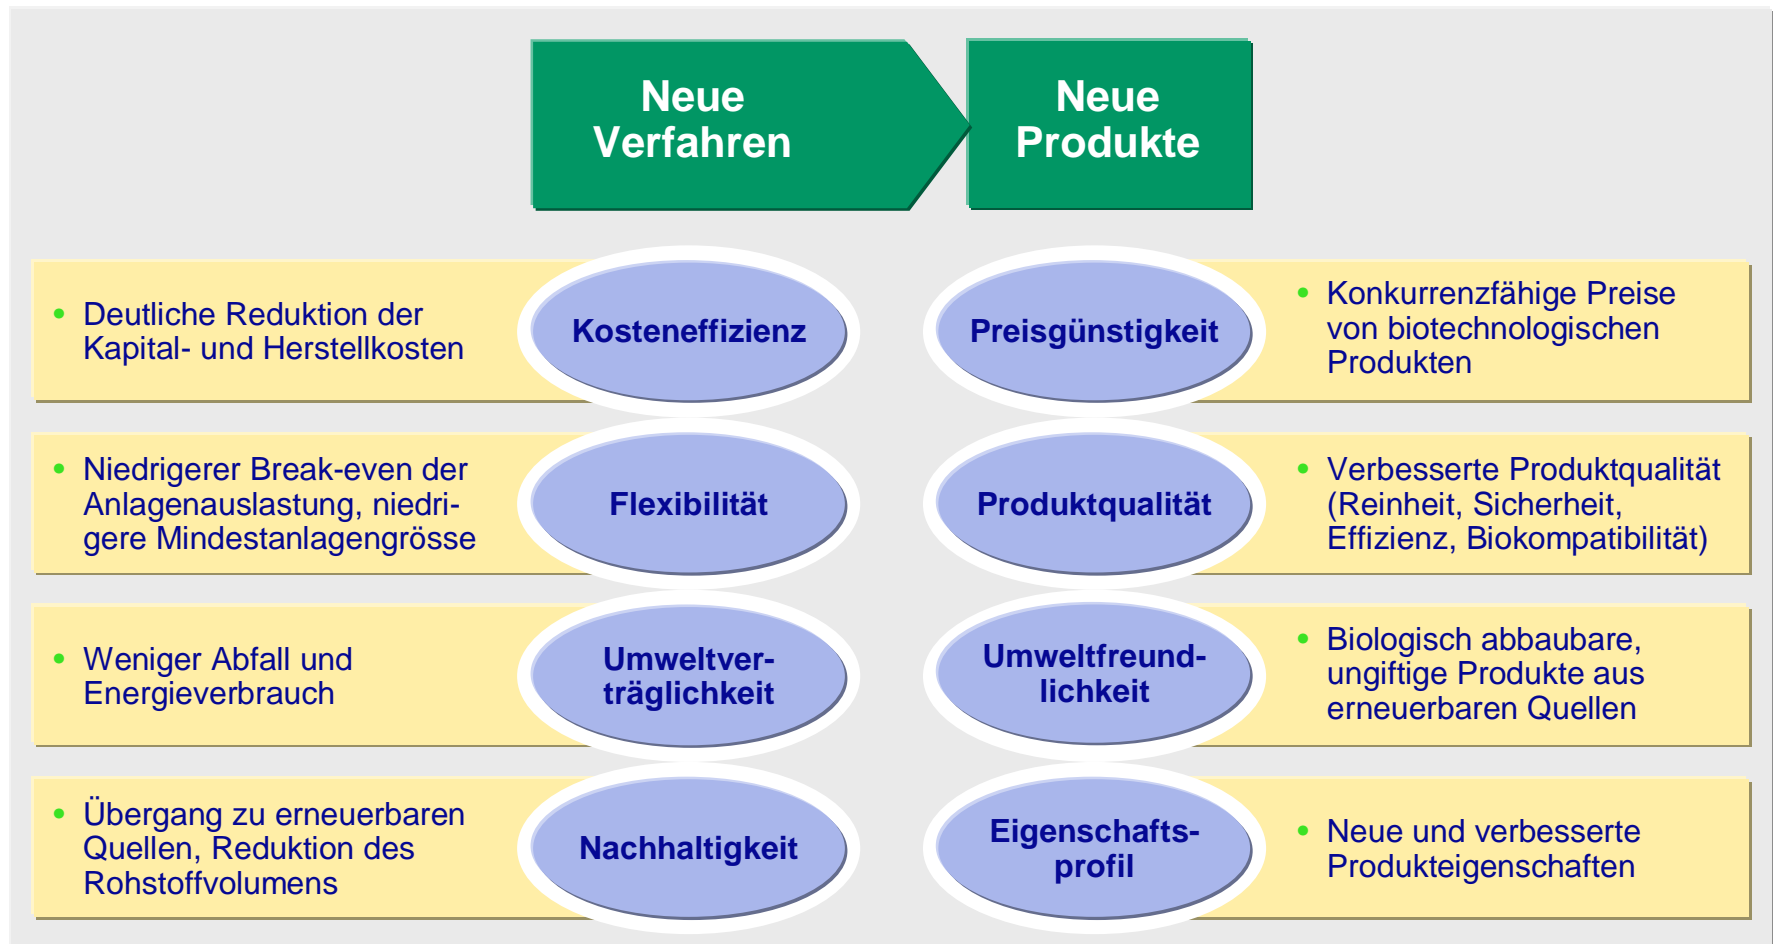 Neue
Verfahren
Neue
Produkte
• Deutliche Reduktion der
Kapital- und Herstellkosten
Kosteneffizienz
Preisgünstigkeit
• Konkurrenzfähige Preise
von biotechnologischen
Produkten
• Niedrigerer Break-even der
Anlagenauslastung, niedri-
gere Mindestanlagengrösse
Flexibilität
Produktqualität
• Verbesserte Produktqualität
(Reinheit, Sicherheit,
Effizienz, Biokompatibilität)
• Weniger Abfall und
Energieverbrauch
Umweltver-
träglichkeit
Umweltfreund-
lichkeit
• Biologisch abbaubare,
ungiftige Produkte aus
erneuerbaren Quellen
• Übergang zu erneuerbaren
Quellen, Reduktion des
Rohstoffvolumens
Nachhaltigkeit
Eigenschafts-
profil
• Neue und verbesserte
Produkteigenschaften